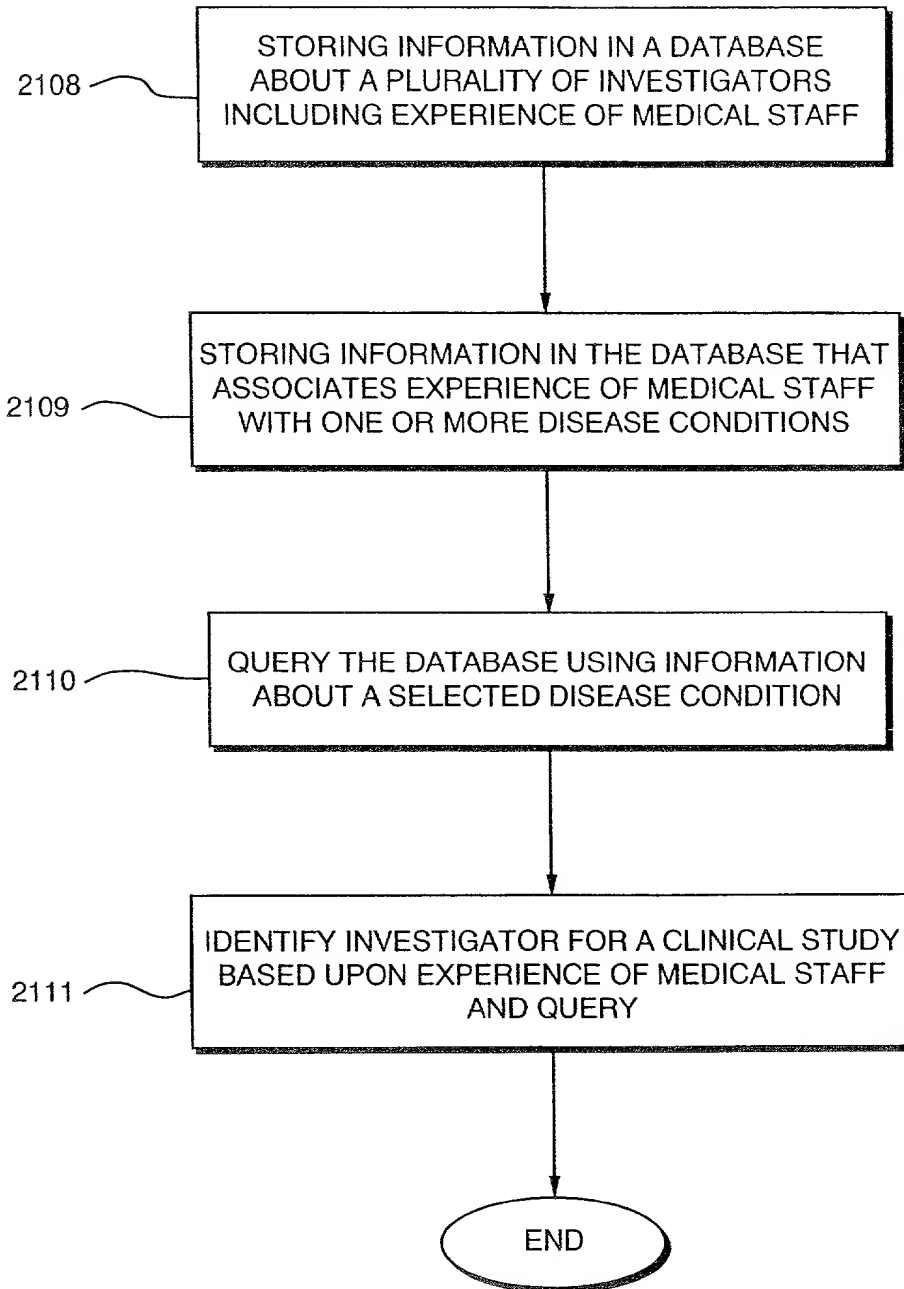 2108
STORING INFORMATION IN A DATABASE
ABOUT A PLURALITY OF INVESTIGATORS
INCLUDING EXPERIENCE OF MEDICAL STAFF
2109
STORING INFORMATION IN THE DATABASE THAT
ASSOCIATES EXPERIENCE OF MEDICAL STAFF
WITH ONE OR MORE DISEASE CONDITIONS
2110
QUERY THE DATABASE USING INFORMATION
ABOUT A SELECTED DISEASE CONDITION
2111
IDENTIFY INVESTIGATOR FOR A CLINICAL STUDY
BASED UPON EXPERIENCE OF MEDICAL STAFF
AND QUERY
END